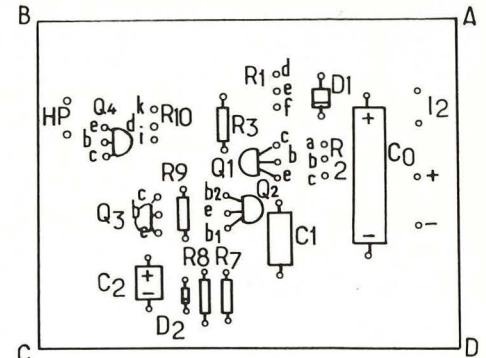 B
A
R1
d
e
f
D1
I2
HP
Q4
e
b
c
k
d
i
R10
R3
Q1
c
b
e
a
b
c
R
2
+
C0
+
-
-
R9
Q3
c
b
e
b2
e
b1
Q2
C1
C2
+
-
D2
R8
R7
C
D